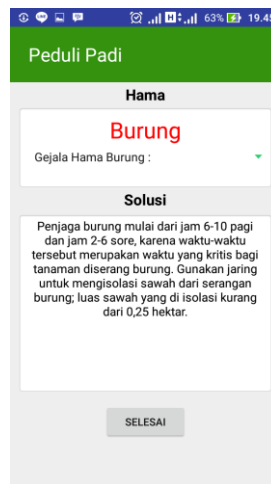 63% 19.45
Peduli Padi
Hama
Burung
Gejala Hama Burung :
Solusi
Penjaga burung mulai dari jam 6-10 pagi
dan jam 2-6 sore, karena waktu-waktu
tersebut merupakan waktu yang kritis bagi
tanaman diserang burung. Gunakan jaring
untuk mengisolasi sawah dari serangan
burung; luas sawah yang di isolasi kurang
dari 0,25 hektar.
SELESAI